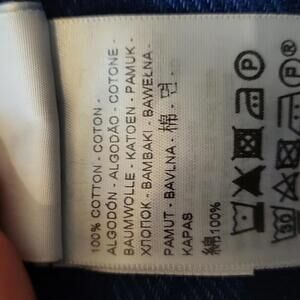 100% COTTON - COTON -
ALGODÓN - ALGODÃO - COTONE -
BAUMWOLLE - KATOEN - PAMUK -
ХЛОПОК - BAMBAKI - BAWEŁNA -
PAMUT - BAVLNA - 棉 - 면 -
KAPAS
綿100%
30
P
P